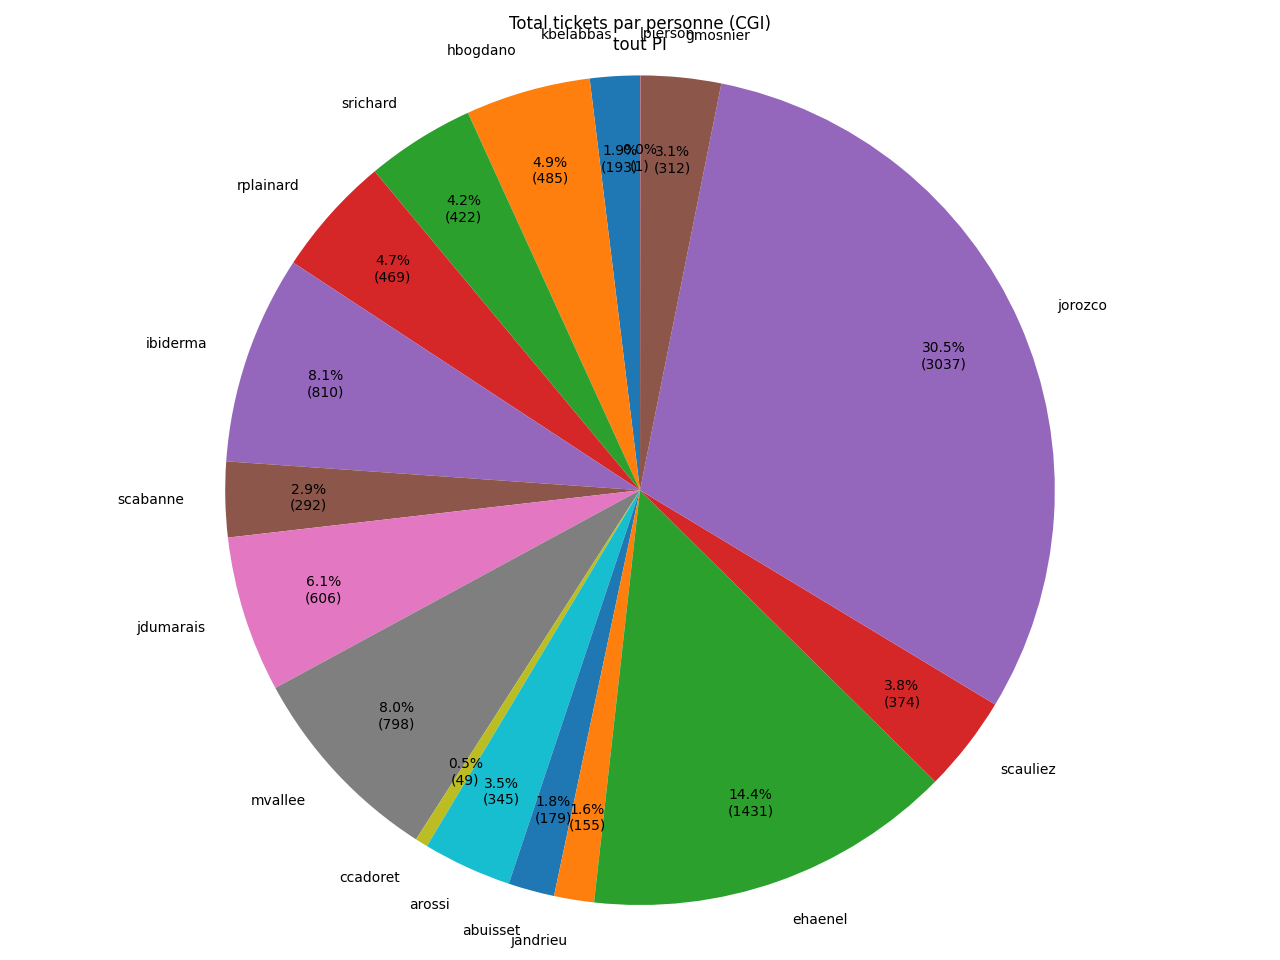 Total tickets par personne (CGI)
tout PI
kbelabbas
lpierson
gmosnier
hbogdano
srichard
rplainard
ibiderma
scabanne
jdumarais
mvallee
ccadoret
arossi
abuisset
jandrieu
ehaenel
scauliez
jorozco
1.9%
(193)
0.0%
(1)
3.1%
(312)
4.9%
(485)
4.2%
(422)
4.7%
(469)
8.1%
(810)
2.9%
(292)
6.1%
(606)
8.0%
(798)
0.5%
(49)
3.5%
(345)
1.8%
(179)
1.6%
(155)
14.4%
(1431)
3.8%
(374)
30.5%
(3037)